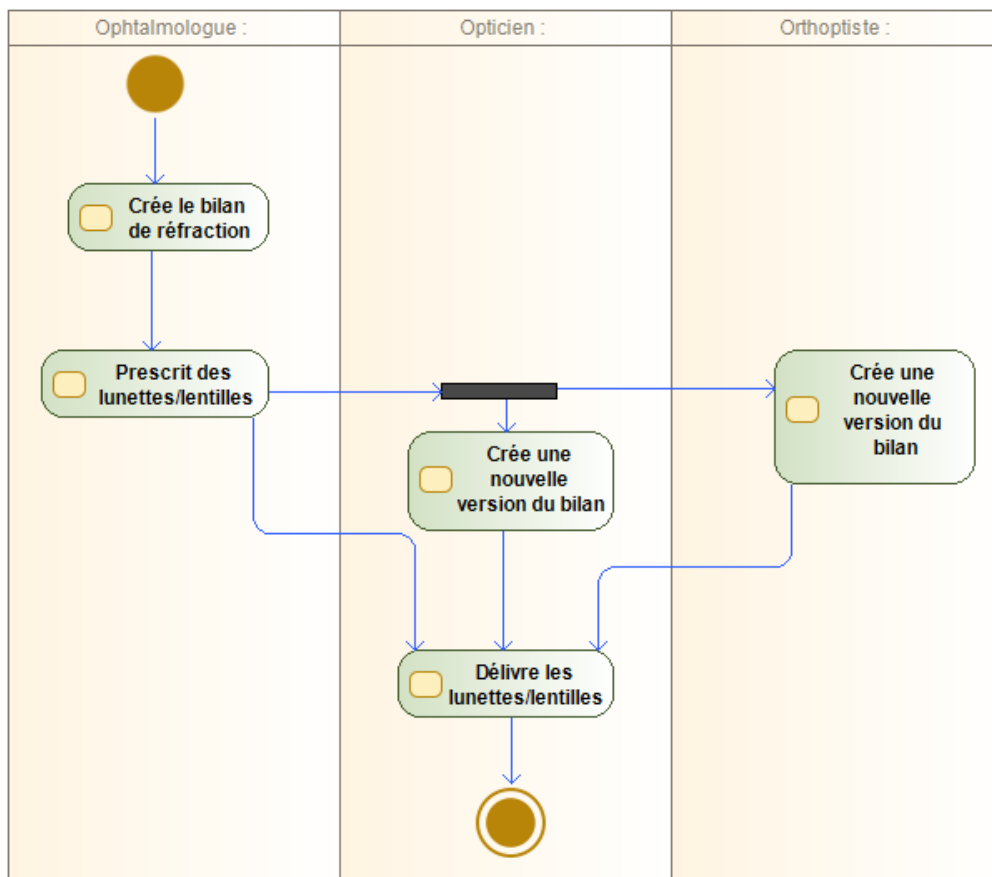 Ophtalmologue :
Opticien :
Orthoptiste :
Crée le bilan
de réfraction
Prescrit des
lunettes/lentilles
Crée une
nouvelle
version du bilan
Crée une
nouvelle
version du
bilan
Délivre les
lunettes/lentilles